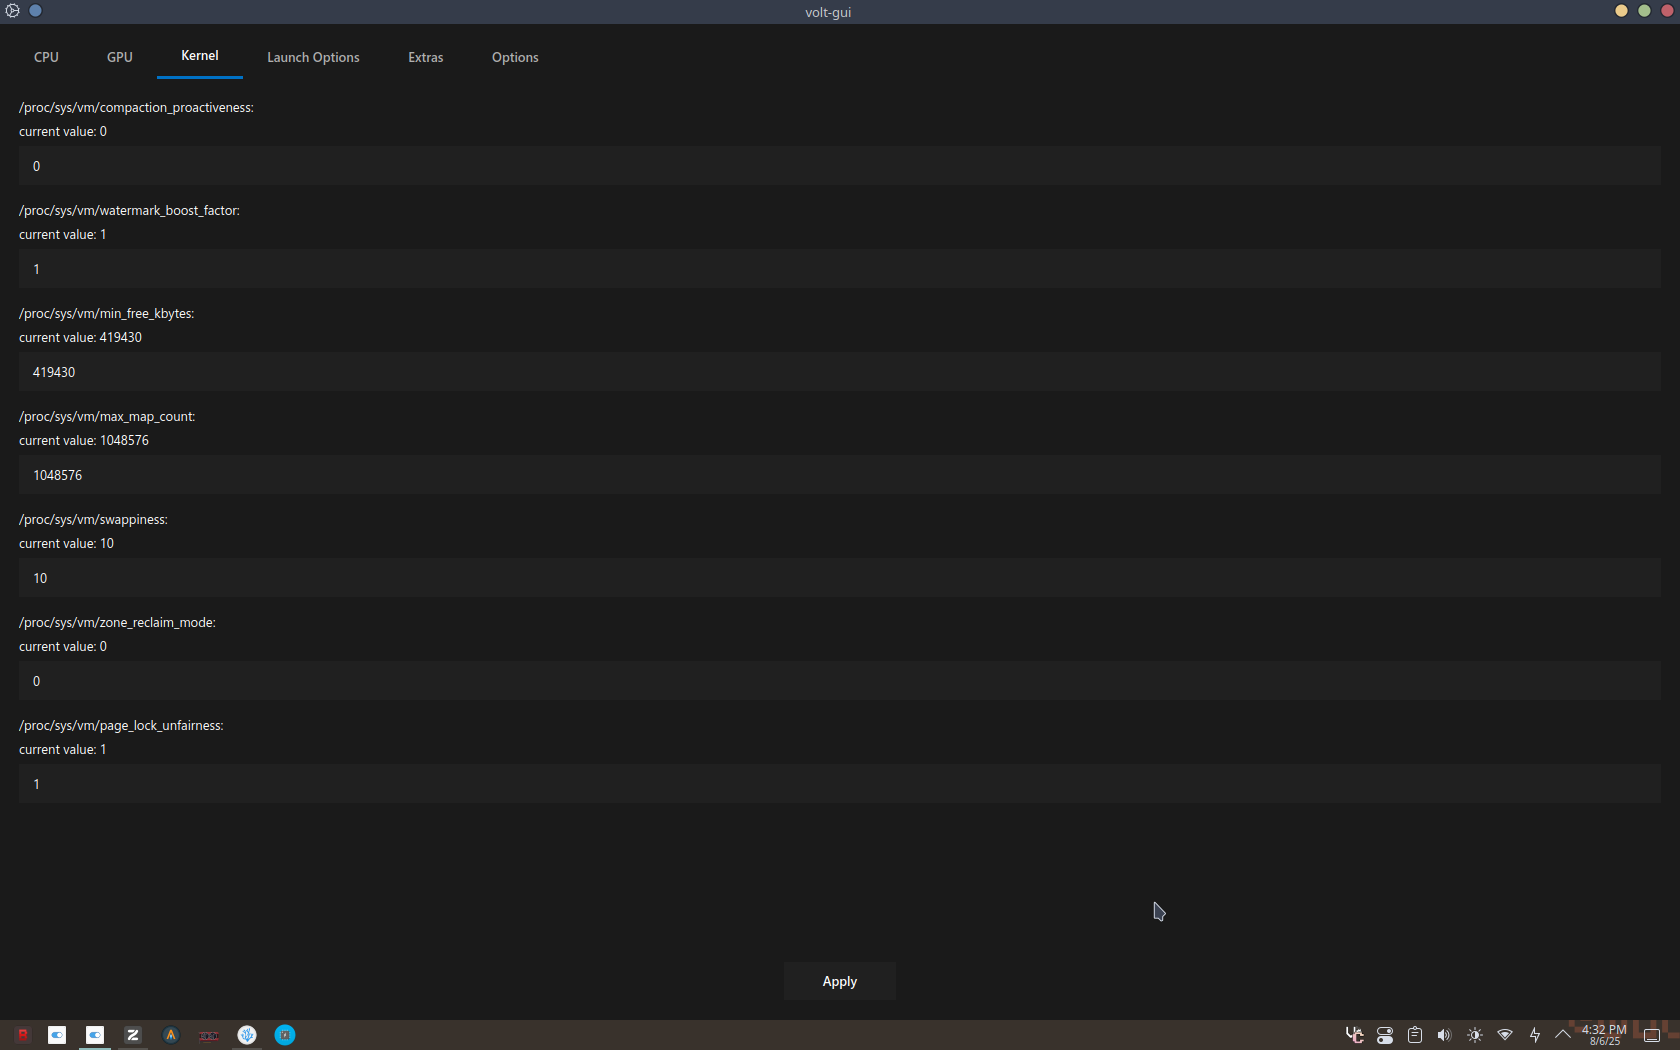 volt-gui
CPU GPU Kernel Launch Options Extras Options
/proc/sys/vm/compaction_proactiveness:
current value: 0
0
/proc/sys/vm/watermark_boost_factor:
current value: 1
1
/proc/sys/vm/min_free_kbytes:
current value: 419430
419430
/proc/sys/vm/max_map_count:
current value: 1048576
1048576
/proc/sys/vm/swappiness:
current value: 10
10
/proc/sys/vm/zone_reclaim_mode:
current value: 0
0
/proc/sys/vm/page_lock_unfairness:
current value: 1
1
Apply
4:32 PM
8/6/25